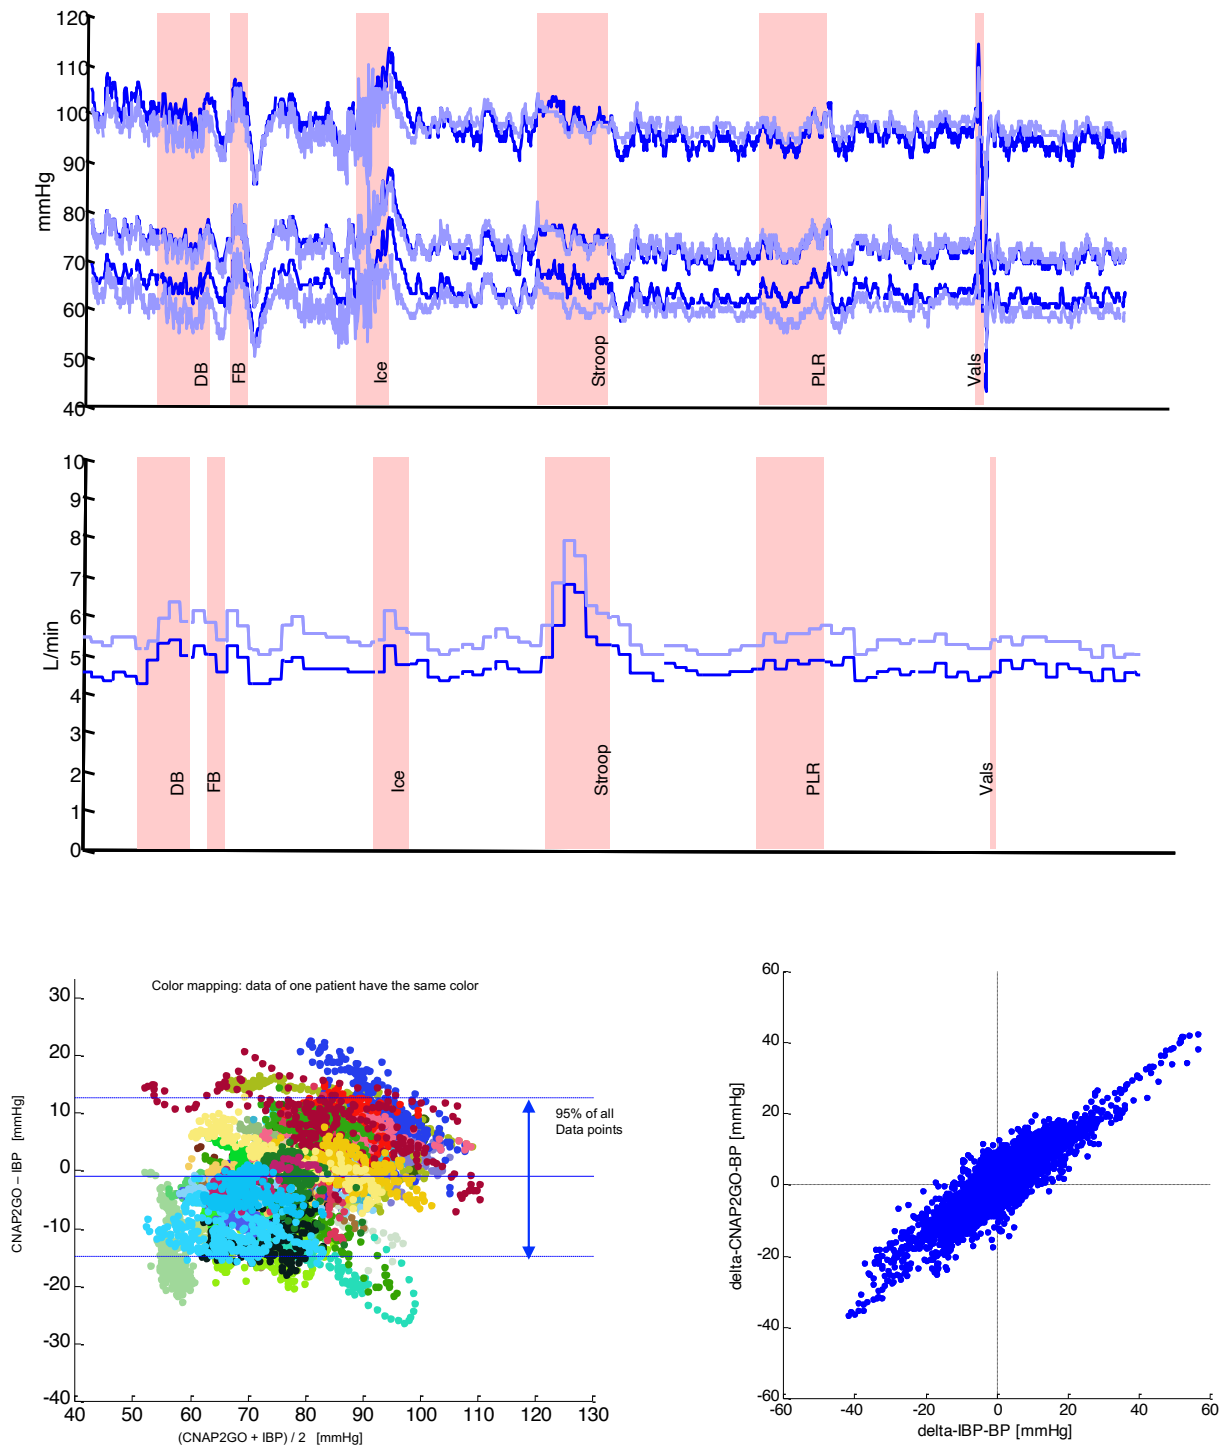 120
110
100
90
80
70
60
50
40
mmHg
DB
FB
Ice
Stroop
PLR
Vals
10
9
8
7
6
5
4
3
2
1
0
L/min
DB
FB
Ice
Stroop
PLR
Vals
Color mapping: data of one patient have the same color
30
20
10
0
-10
-20
-30
-40
CNAP2GO – IBP [mmHg]
95% of all
Data points
40 50 60 70 80 90 100 110 120 130
(CNAP2GO + IBP) / 2 [mmHg]
60
40
20
0
-20
-40
-60
delta-CNAP2GO-BP [mmHg]
-60 -40 -20 0 20 40 60
delta-IBP-BP [mmHg]